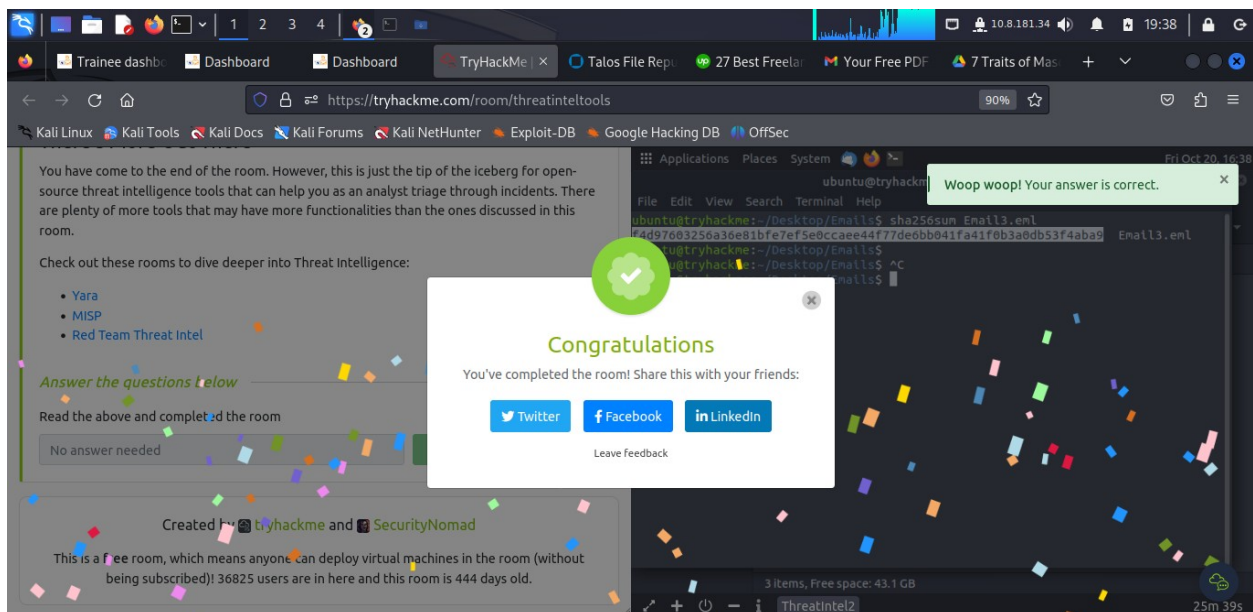 1 2 3 4
2
10.8.181.34
19:38
Trainee dashbo
Dashboard
Dashboard
TryHackMe |
Talos File Repu
27 Best Freelan
Your Free PDF
7 Traits of Mas
https://tryhackme.com/room/threatinteltools
90%
Kali Linux Kali Tools Kali Docs Kali Forums Kali NetHunter Exploit-DB Google Hacking DB OffSec
You have come to the end of the room. However, this is just the tip of the iceberg for open-
source threat intelligence tools that can help you as an analyst triage through incidents. There
are plenty of more tools that may have more functionalities than the ones discussed in this
room.
Check out these rooms to dive deeper into Threat Intelligence:
Yara
MISP
Red Team Threat Intel
Answer the questions below
Read the above and completed the room
No answer needed
Created by tryhackme and SecurityNomad
This is a free room, which means anyone can deploy virtual machines in the room (without
being subscribed)! 36825 users are in here and this room is 444 days old.
Applications Places System
Fri Oct 20, 16:38
ubuntu@tryhackm
Woop woop! Your answer is correct.
File Edit View Search Terminal Help
ubuntu@tryhackme:~/Desktop/Emails$ sha256sum Email3.eml
f4d97603256a36e81bfe7ef5e0ccaee44f77de6bb041fa41f0b3a0db53f4aba9 Email3.eml
:~/Desktop/Emails$
:~/Desktop/Emails$ ^C
Congratulations
You've completed the room! Share this with your friends:
Twitter
Facebook
LinkedIn
Leave feedback
3 items, Free space: 43.1 GB
ThreatIntel2
25m 39s